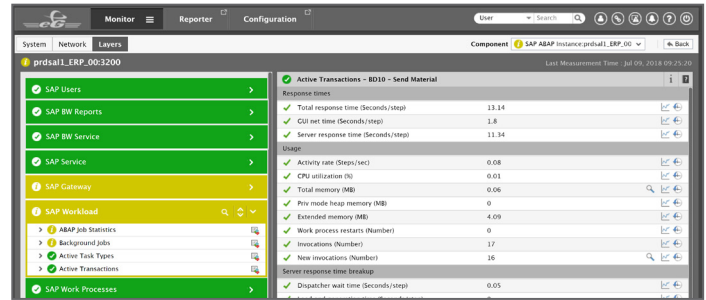 eG
Monitor
Reporter
Configuration
User
Search
System
Network
Layers
Component
SAP ABAP Instance:prdsal1_ERP_00
Back
prdsal1_ERP_00:3200
Last Measurement Time : Jul 09, 2018 09:25:20
SAP Users
SAP BW Reports
SAP BW Service
SAP Service
SAP Gateway
SAP Workload
ABAP Job Statistics
Background Jobs
Active Task Types
Active Transactions
SAP Work Processes
Active Transactions - BD10 - Send Material
Response times
Total response time (Seconds/step) 13.14
GUI net time (Seconds/step) 1.8
Server response time (Seconds/step) 11.34
Usage
Activity rate (Steps/sec) 0.08
CPU utilization (%) 0.01
Total memory (MB) 0.06
Priv mode heap memory (MB) 0
Extended memory (MB) 4.09
Work process restarts (Number) 0
Invocations (Number) 17
New invocations (Number) 16
Server response time breakup
Dispatcher wait time (Seconds/step) 0.05